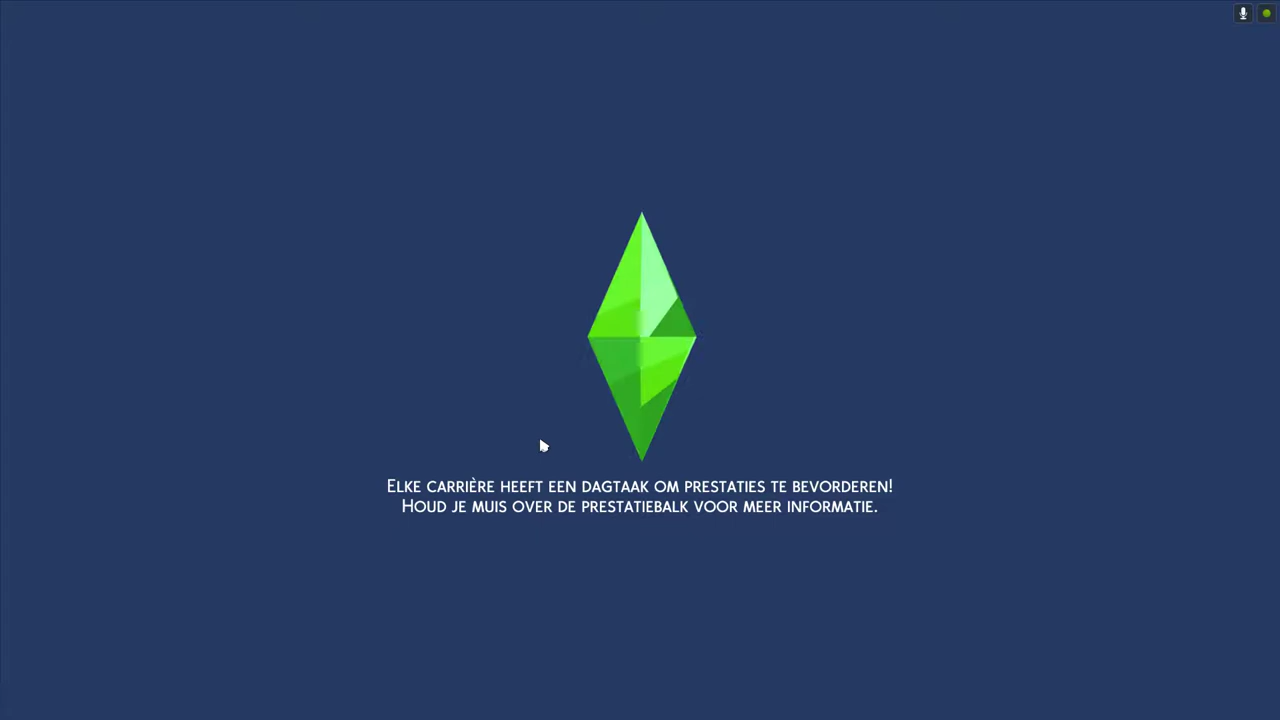 Elke carrière heeft een dagtaak om prestaties te bevorderen!
Houd je muis over de prestatiebalk voor meer informatie.